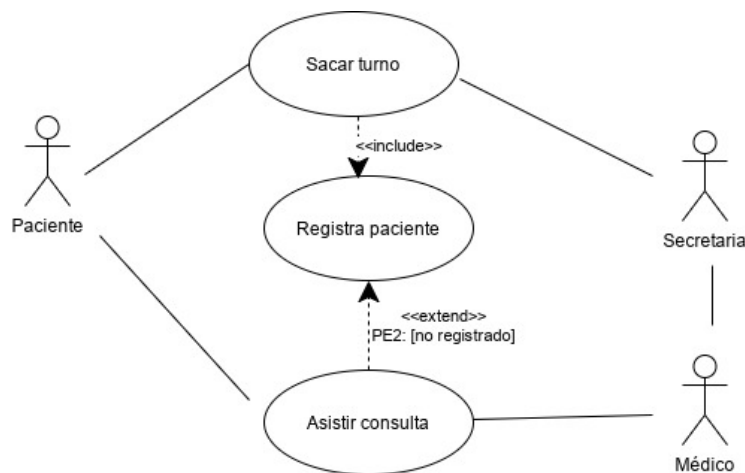 Sacar turno
<<include>>
Paciente
Registra paciente
Secretaria
<<extend>>
PE2: [no registrado]
Asistir consulta
Médico